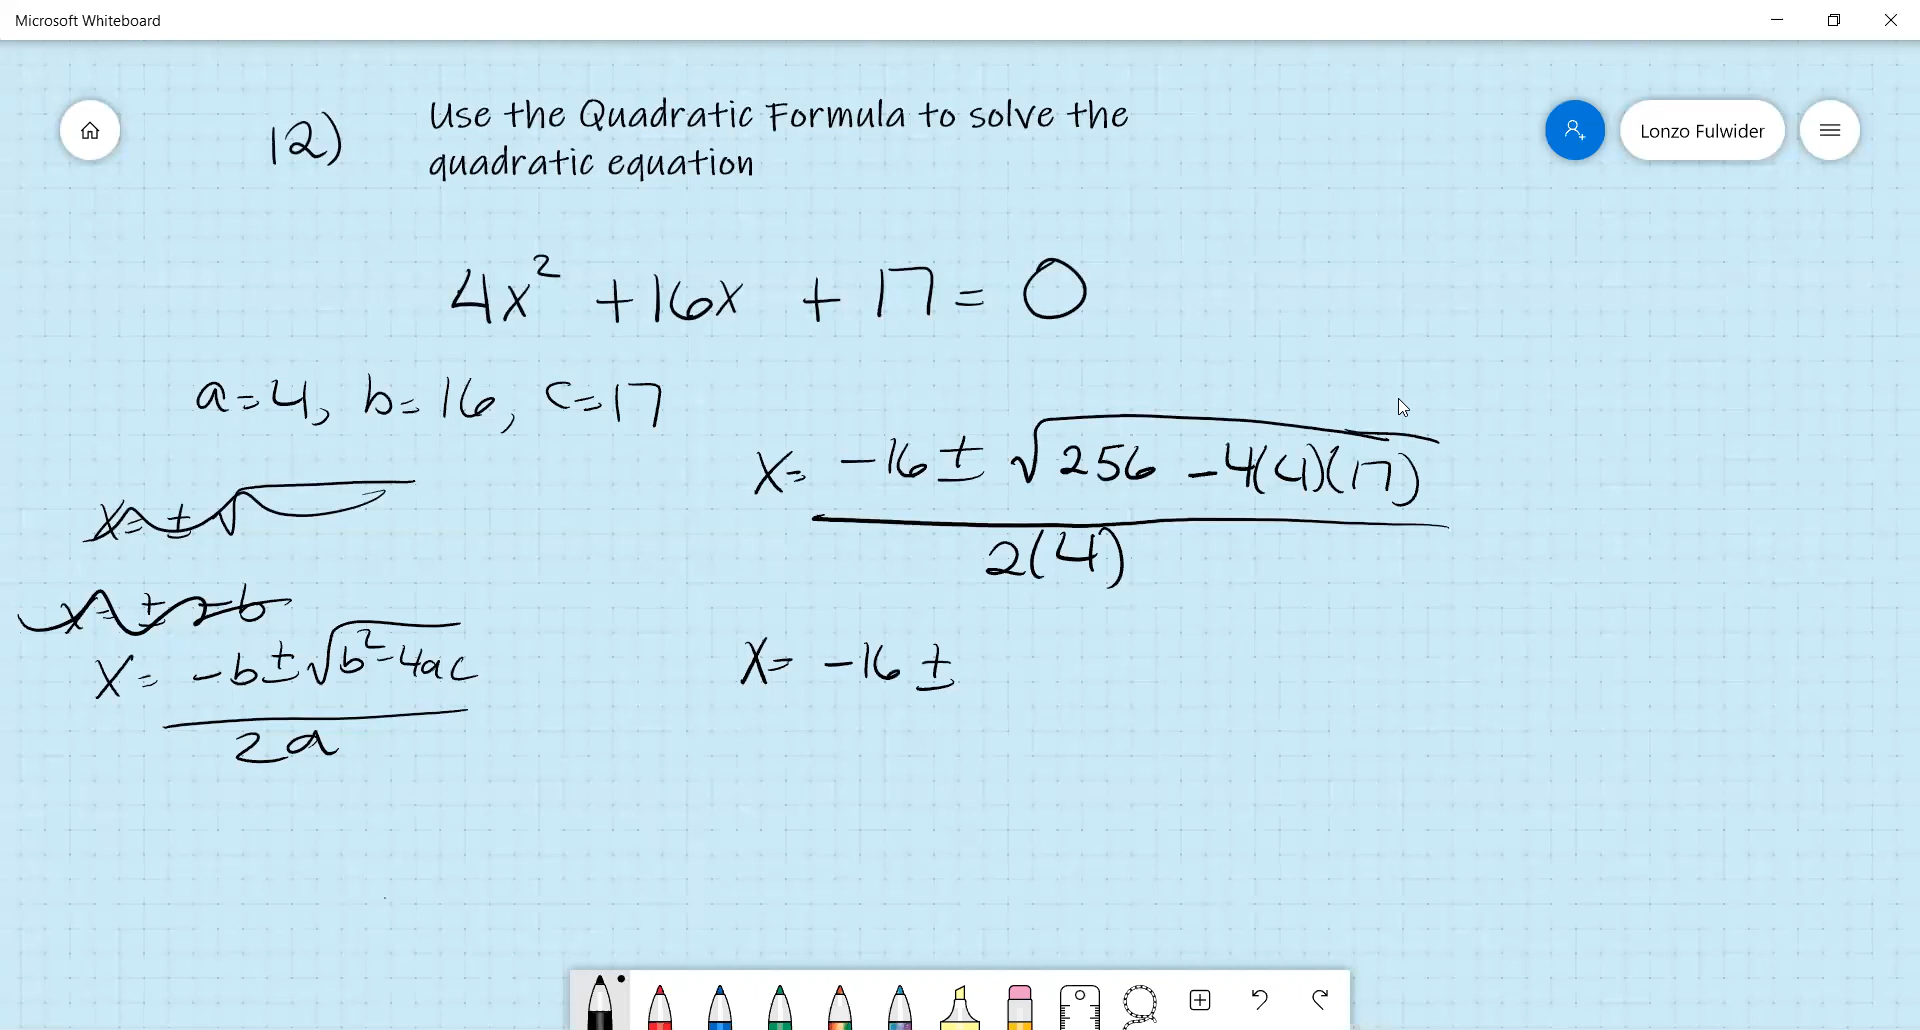 Microsoft Whiteboard
12)
Use the Quadratic Formula to solve the
quadratic equation
Lonzo Fulwider
4x² +16x + 17 = 0
a=4, b=16, c=17
x= -16 ± √256 -4(4)(17)
2(4)
x= ± √
x= ± 2 = b
x= -b ± √b²-4ac
2a
x= -16 ±